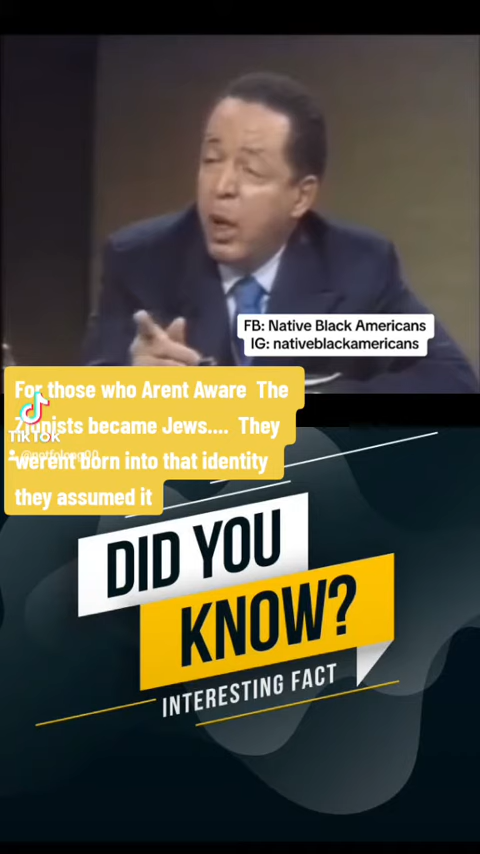 FB: Native Black Americans
IG: nativeblackamericans
For those who Arent Aware The
Zionists became Jews.... They
werent born into that identity
they assumed it
TikTok
DID YOU
KNOW?
INTERESTING FACT